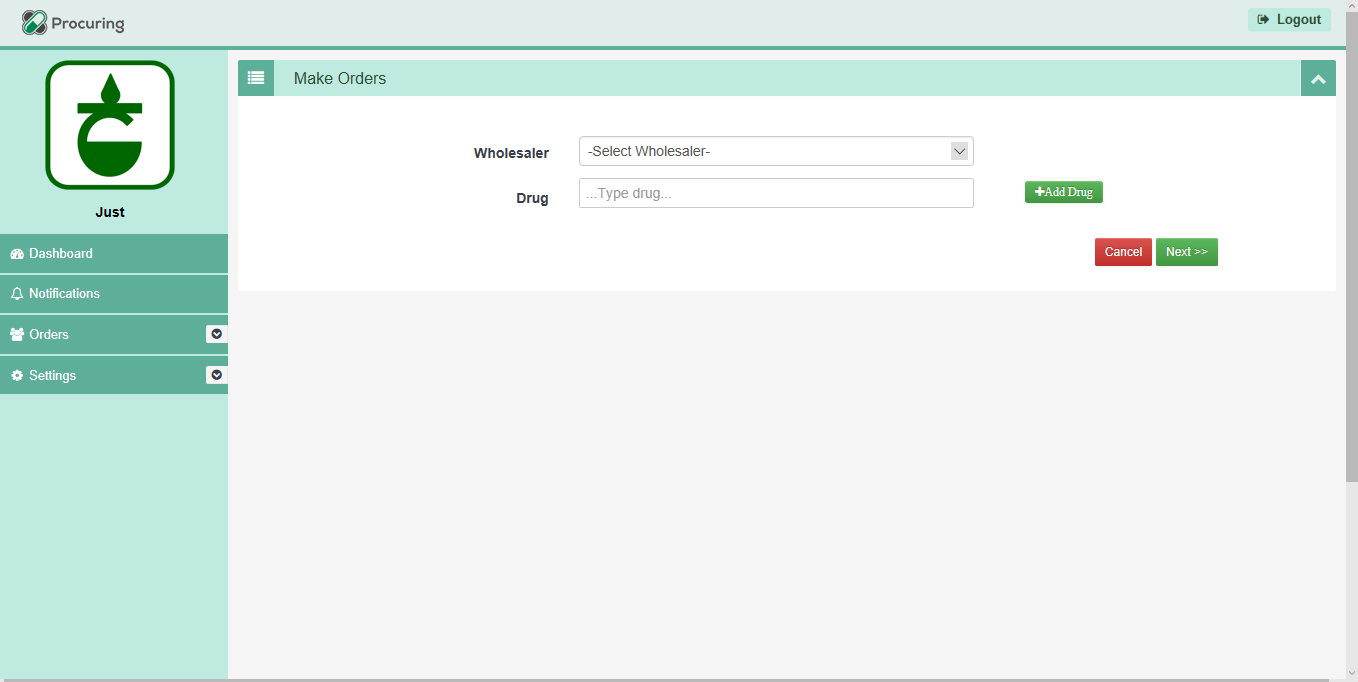 Procuring
Logout
Just
Dashboard
Notifications
Orders
Settings
Make Orders
Wholesaler
-Select Wholesaler-
Drug
...Type drug...
Add Drug
Cancel
Next >>